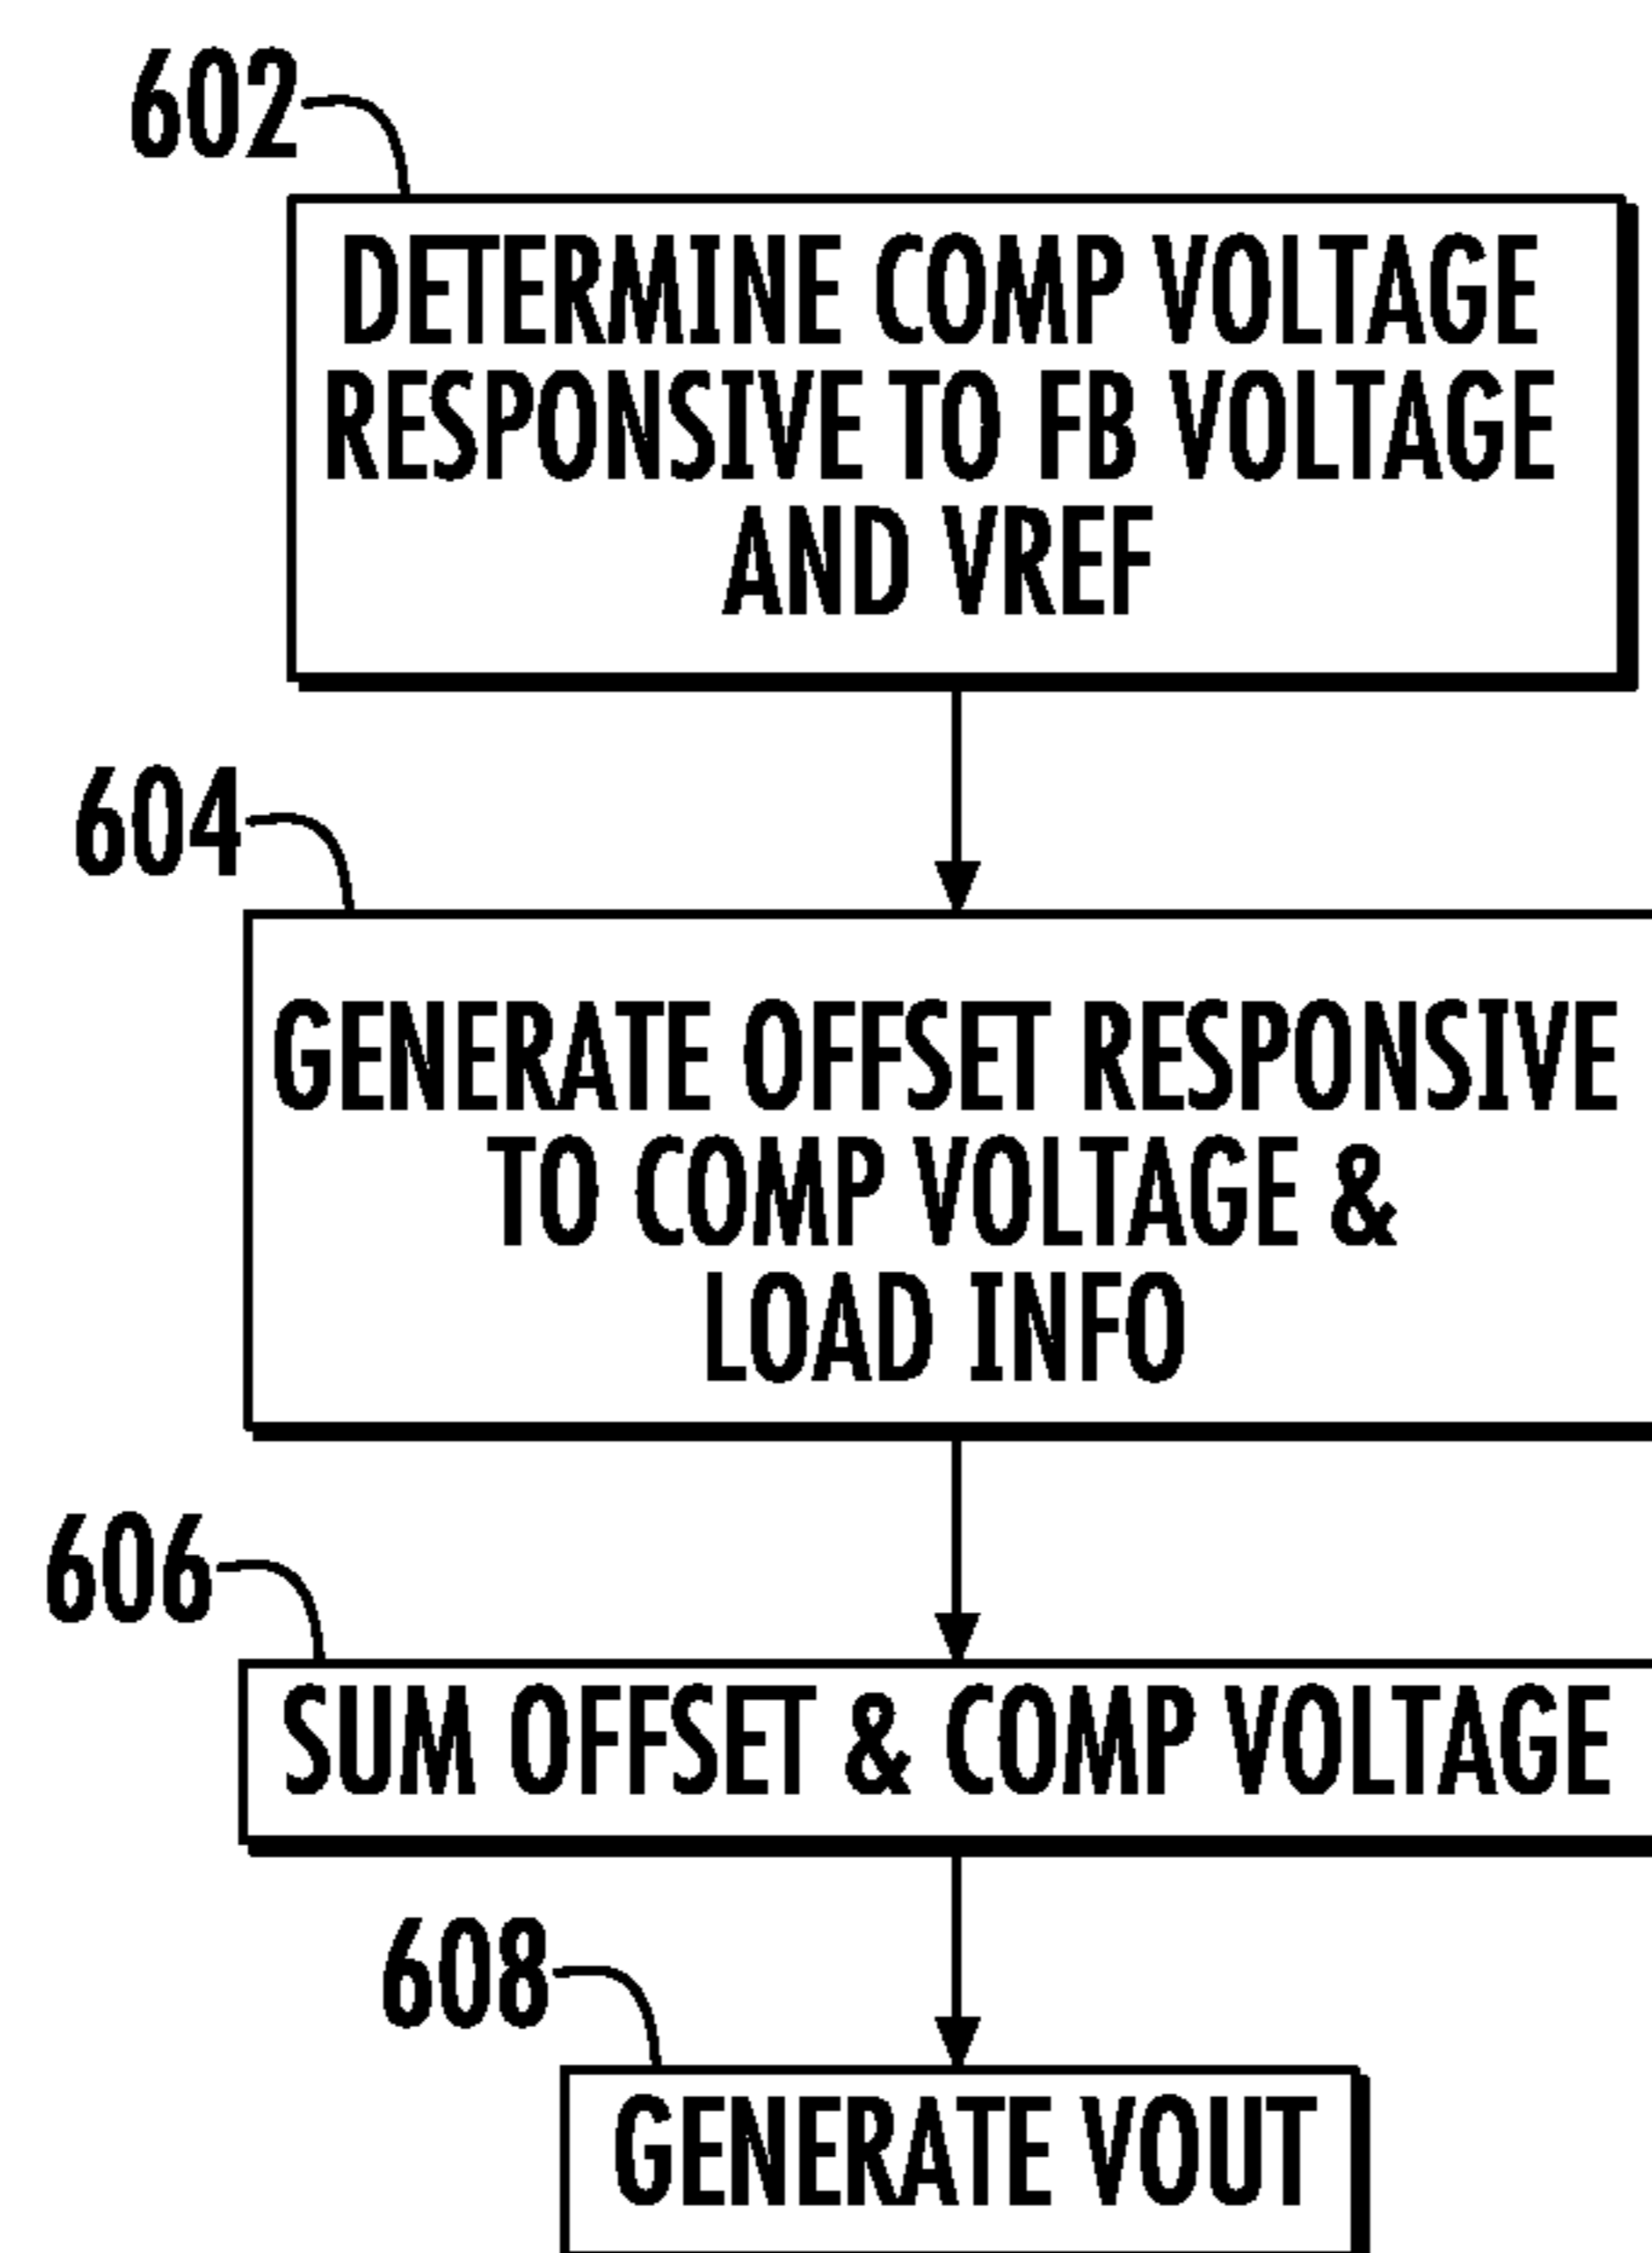 602
DETERMINE COMP VOLTAGE
RESPONSIVE TO FB VOLTAGE
AND VREF
604
GENERATE OFFSET RESPONSIVE
TO COMP VOLTAGE &
LOAD INFO
606
SUM OFFSET & COMP VOLTAGE
608
GENERATE VOUT